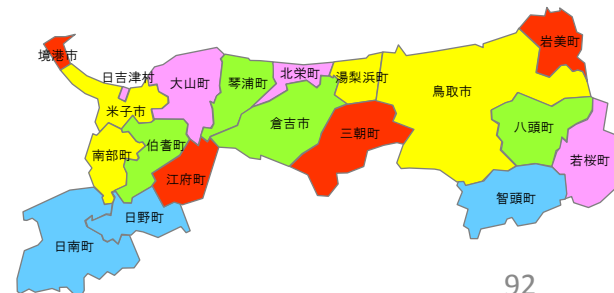 境港市
日吉津村
米子市
大山町
琴浦町
北栄町
湯梨浜町
鳥取市
岩美町
南部町
伯耆町
倉吉市
三朝町
八頭町
若桜町
江府町
智頭町
日野町
日南町
92